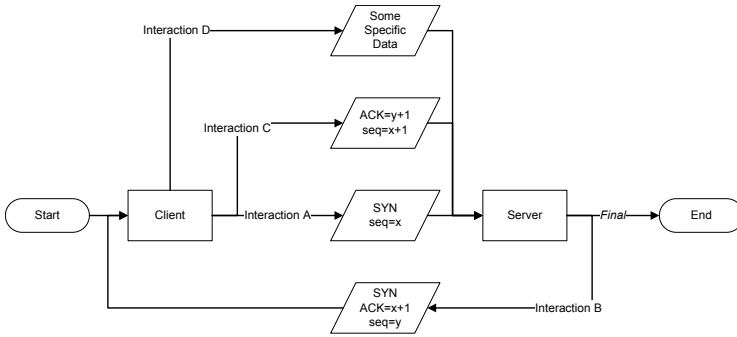 Interaction D
Some
Specific
Data
Interaction C
ACK=y+1
seq=x+1
Start
Client
Interaction A
SYN
seq=x
Server
Final
End
SYN
ACK=x+1
seq=y
Interaction B